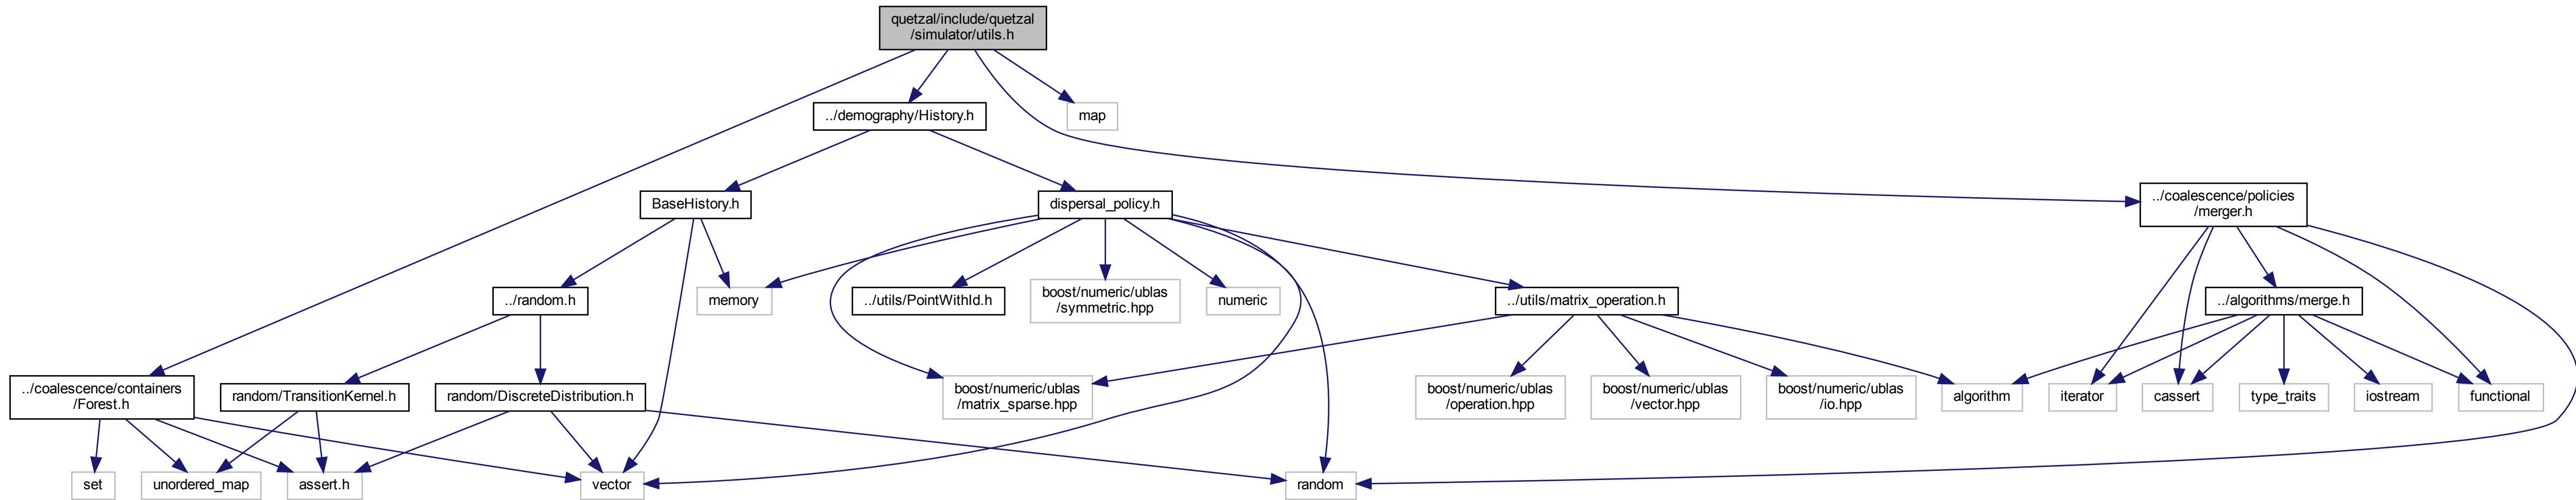 quetzal/include/quetzal
/simulator/utils.h
../demography/History.h
map
BaseHistory.h
dispersal_policy.h
../coalescence/policies
/merger.h
../random.h
memory
../utils/PointWithId.h
boost/numeric/ublas
/symmetric.hpp
numeric
../utils/matrix_operation.h
../algorithms/merge.h
../coalescence/containers
/Forest.h
random/TransitionKernel.h
random/DiscreteDistribution.h
boost/numeric/ublas
/matrix_sparse.hpp
boost/numeric/ublas
/operation.hpp
boost/numeric/ublas
/vector.hpp
boost/numeric/ublas
/io.hpp
algorithm
iterator
cassert
type_traits
iostream
functional
set
unordered_map
assert.h
vector
random